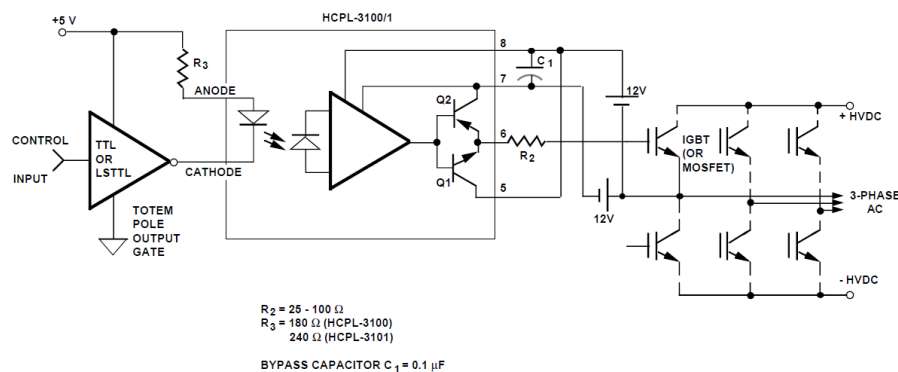 HCPL-3100/1
+5 V
R3
ANODE
CONTROL
INPUT
TTL
OR
LSTTL
CATHODE
TOTEM
POLE
OUTPUT
GATE
Q2
Q1
8
C1
7
6
R2
5
12V
12V
IGBT
(OR
MOSFET)
+ HVDC
3-PHASE
AC
- HVDC
R2 = 25 - 100 Ω
R3 = 180 Ω (HCPL-3100)
240 Ω (HCPL-3101)
BYPASS CAPACITOR C1 = 0.1 µF